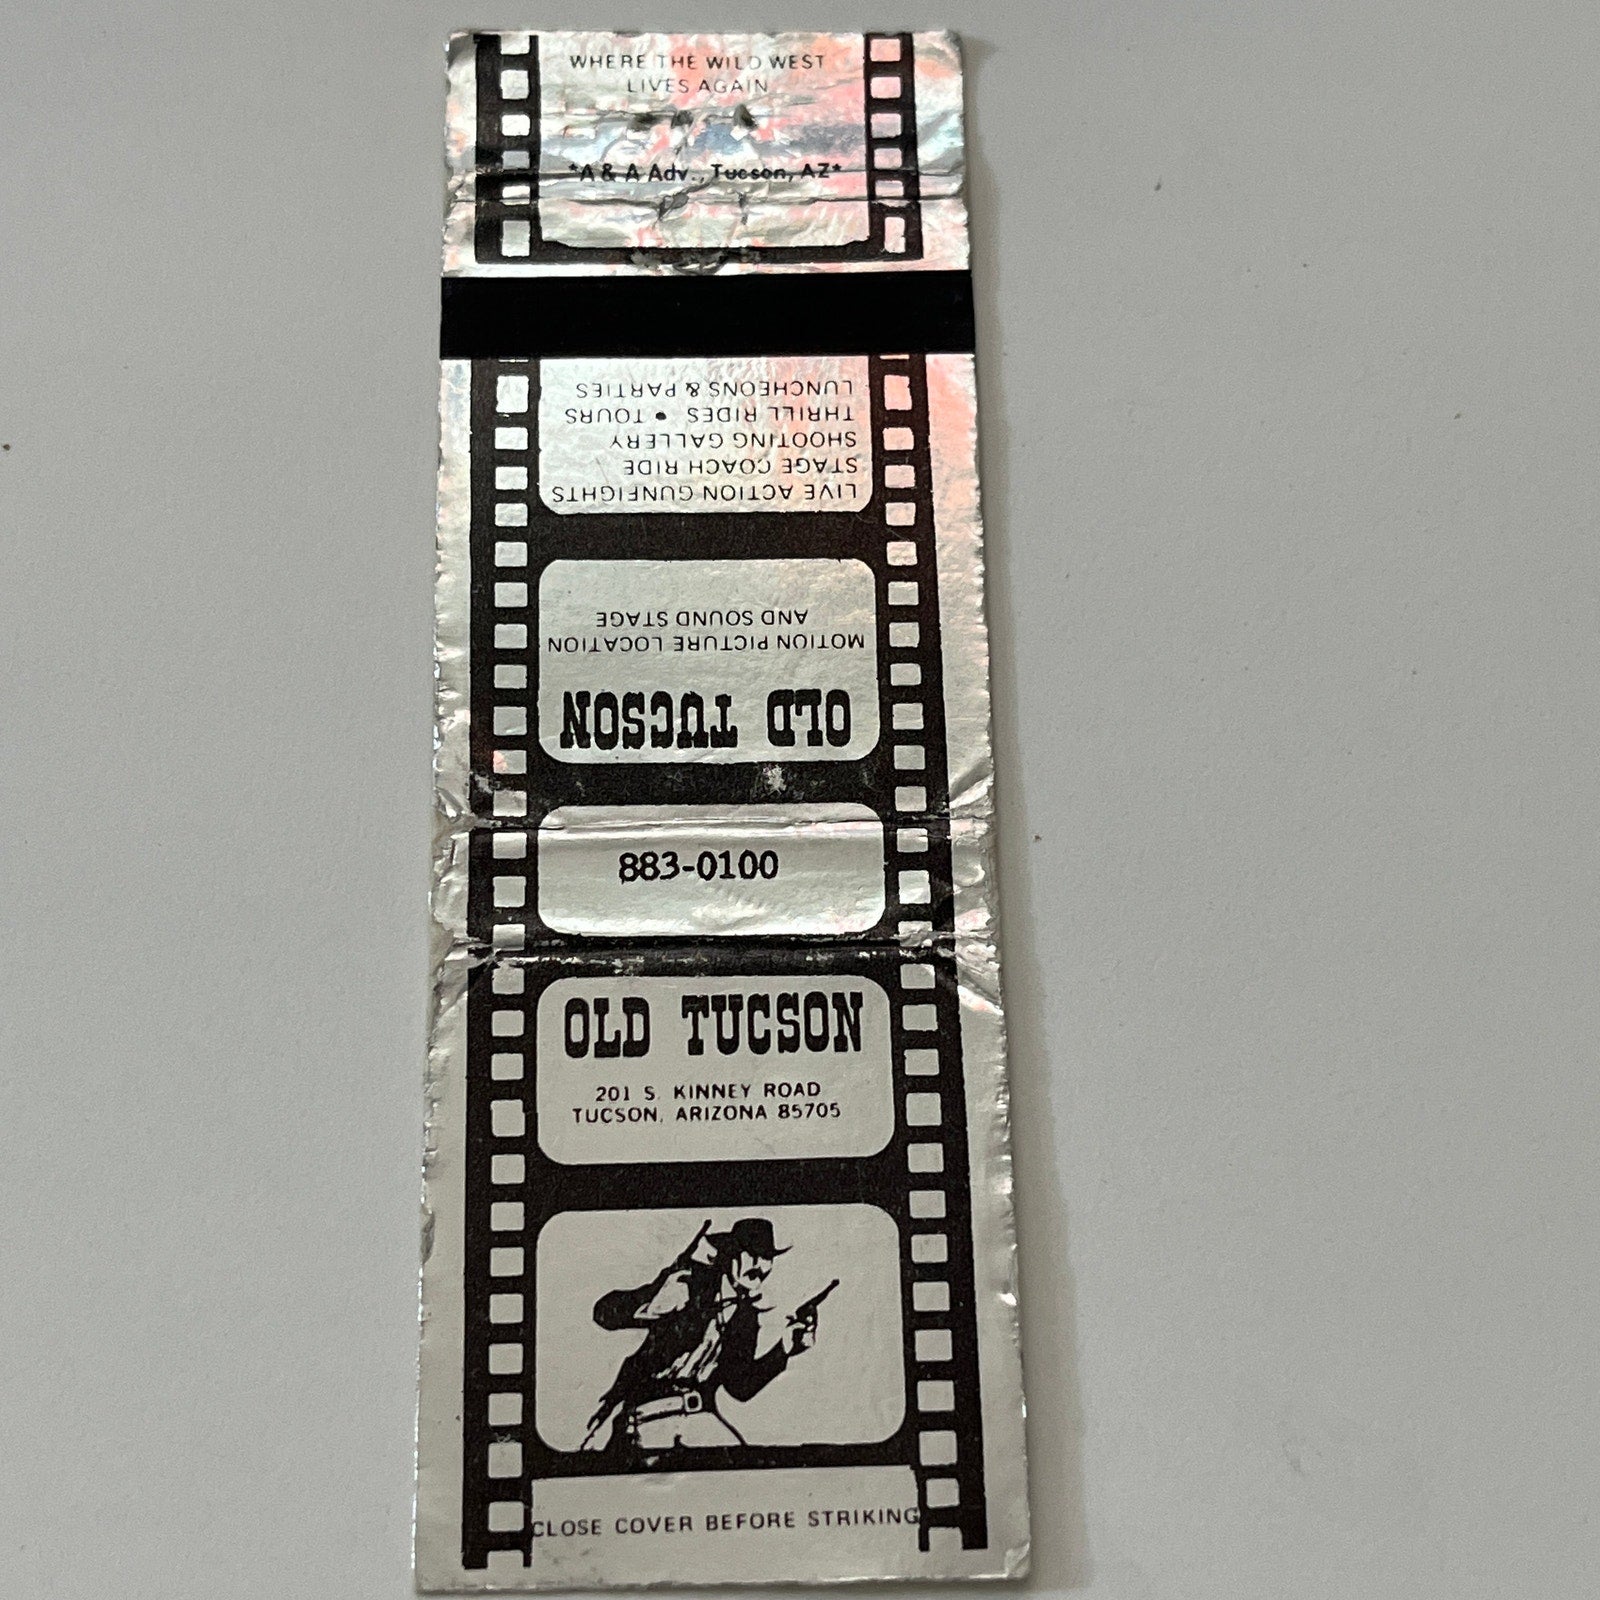 WHERE THE WILD WEST
LIVES AGAIN
*A & A Adv., Tucson, AZ*
OLD TUCSON
MOTION PICTURE LOCATION
AND SOUND STAGE
LIVE ACTION GUNFIGHTS
STAGE COACH RIDE
SHOOTING GALLERY
THRILL RIDES • TOURS
LUNCHEONS & PARTIES
883-0100
OLD TUCSON
201 S. KINNEY ROAD
TUCSON, ARIZONA 85705
CLOSE COVER BEFORE STRIKING